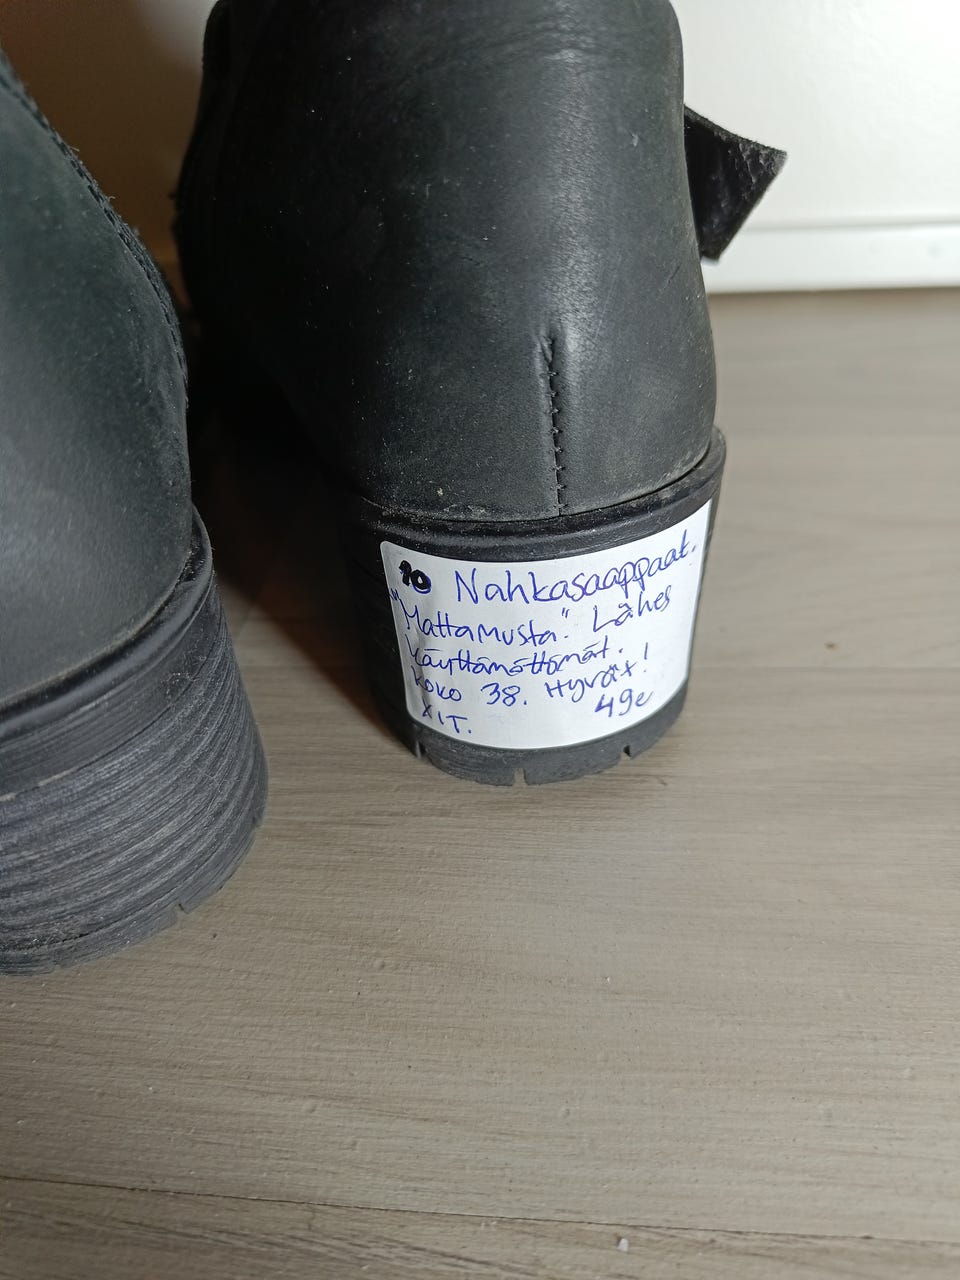 10 Nahkasaappaat.
"Mattamusta." Lähes
käyttämättömät.
Koko 38. Hyvät!
XIT. 49e